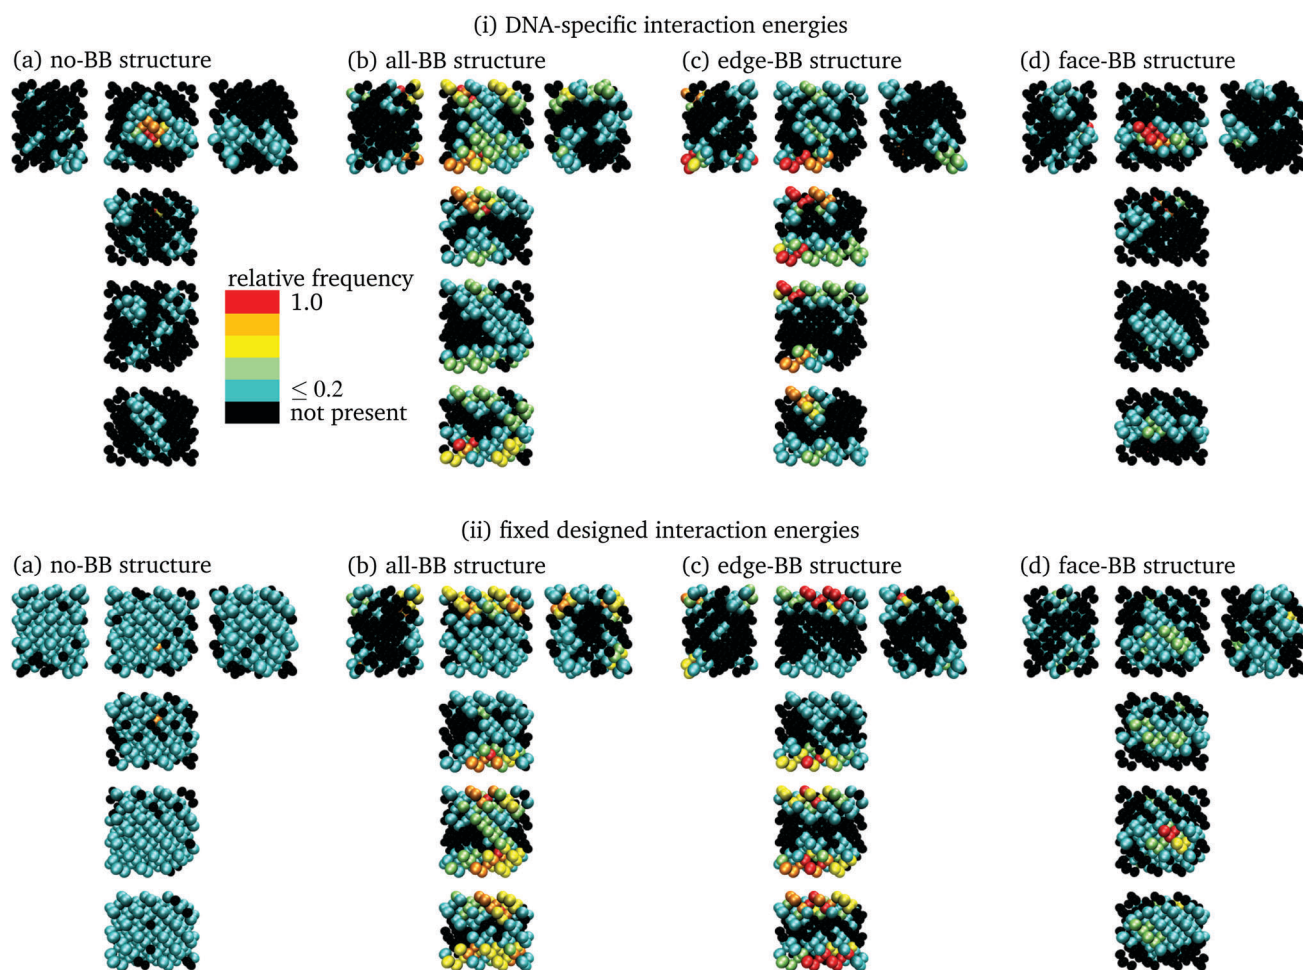 (i) DNA-specific interaction energies
(a) no-BB structure
(b) all-BB structure
(c) edge-BB structure
(d) face-BB structure
relative frequency
1.0
≤ 0.2
not present
(ii) fixed designed interaction energies
(a) no-BB structure
(b) all-BB structure
(c) edge-BB structure
(d) face-BB structure